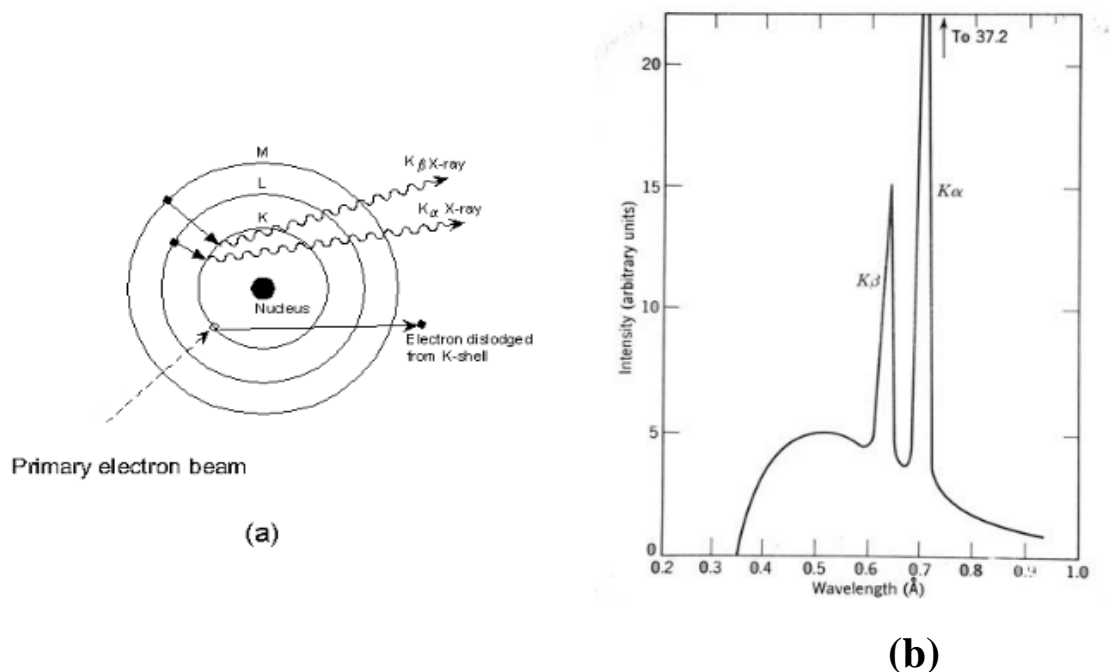 M
L
K
K β X-ray
K α X-ray
Nucleus
Electron dislodged
from K-shell
Primary electron beam
(a)
To 37.2
20
15
10
5
0
Intensity (arbitrary units)
Kβ
Kα
0.2 0.3 0.4 0.5 0.6 0.7 0.8 0.9 1.0
Wavelength (Å)
(b)